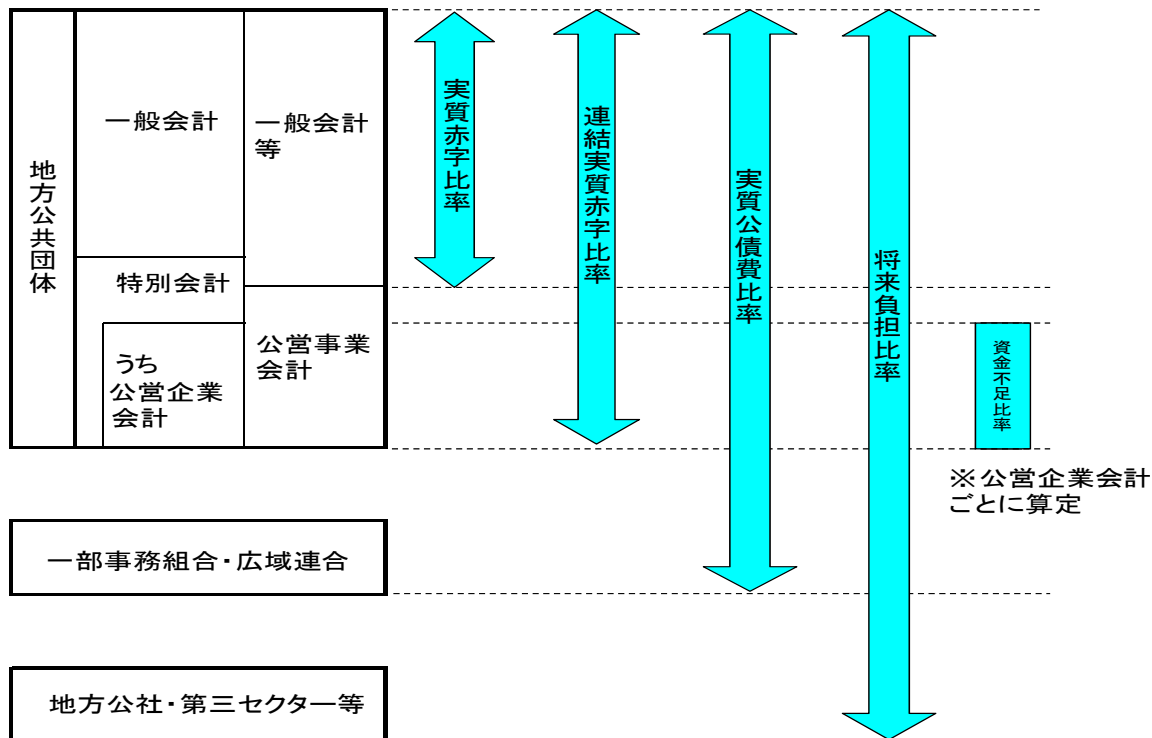 地方公共団体
一般会計
一般会計
等
特別会計
うち
公営企業
会計
公営事業
会計
実質赤字比率
連結実質赤字比率
実質公債費比率
将来負担比率
資金不足比率
※公営企業会計
ごとに算定
一部事務組合・広域連合
地方公社・第三セクター等